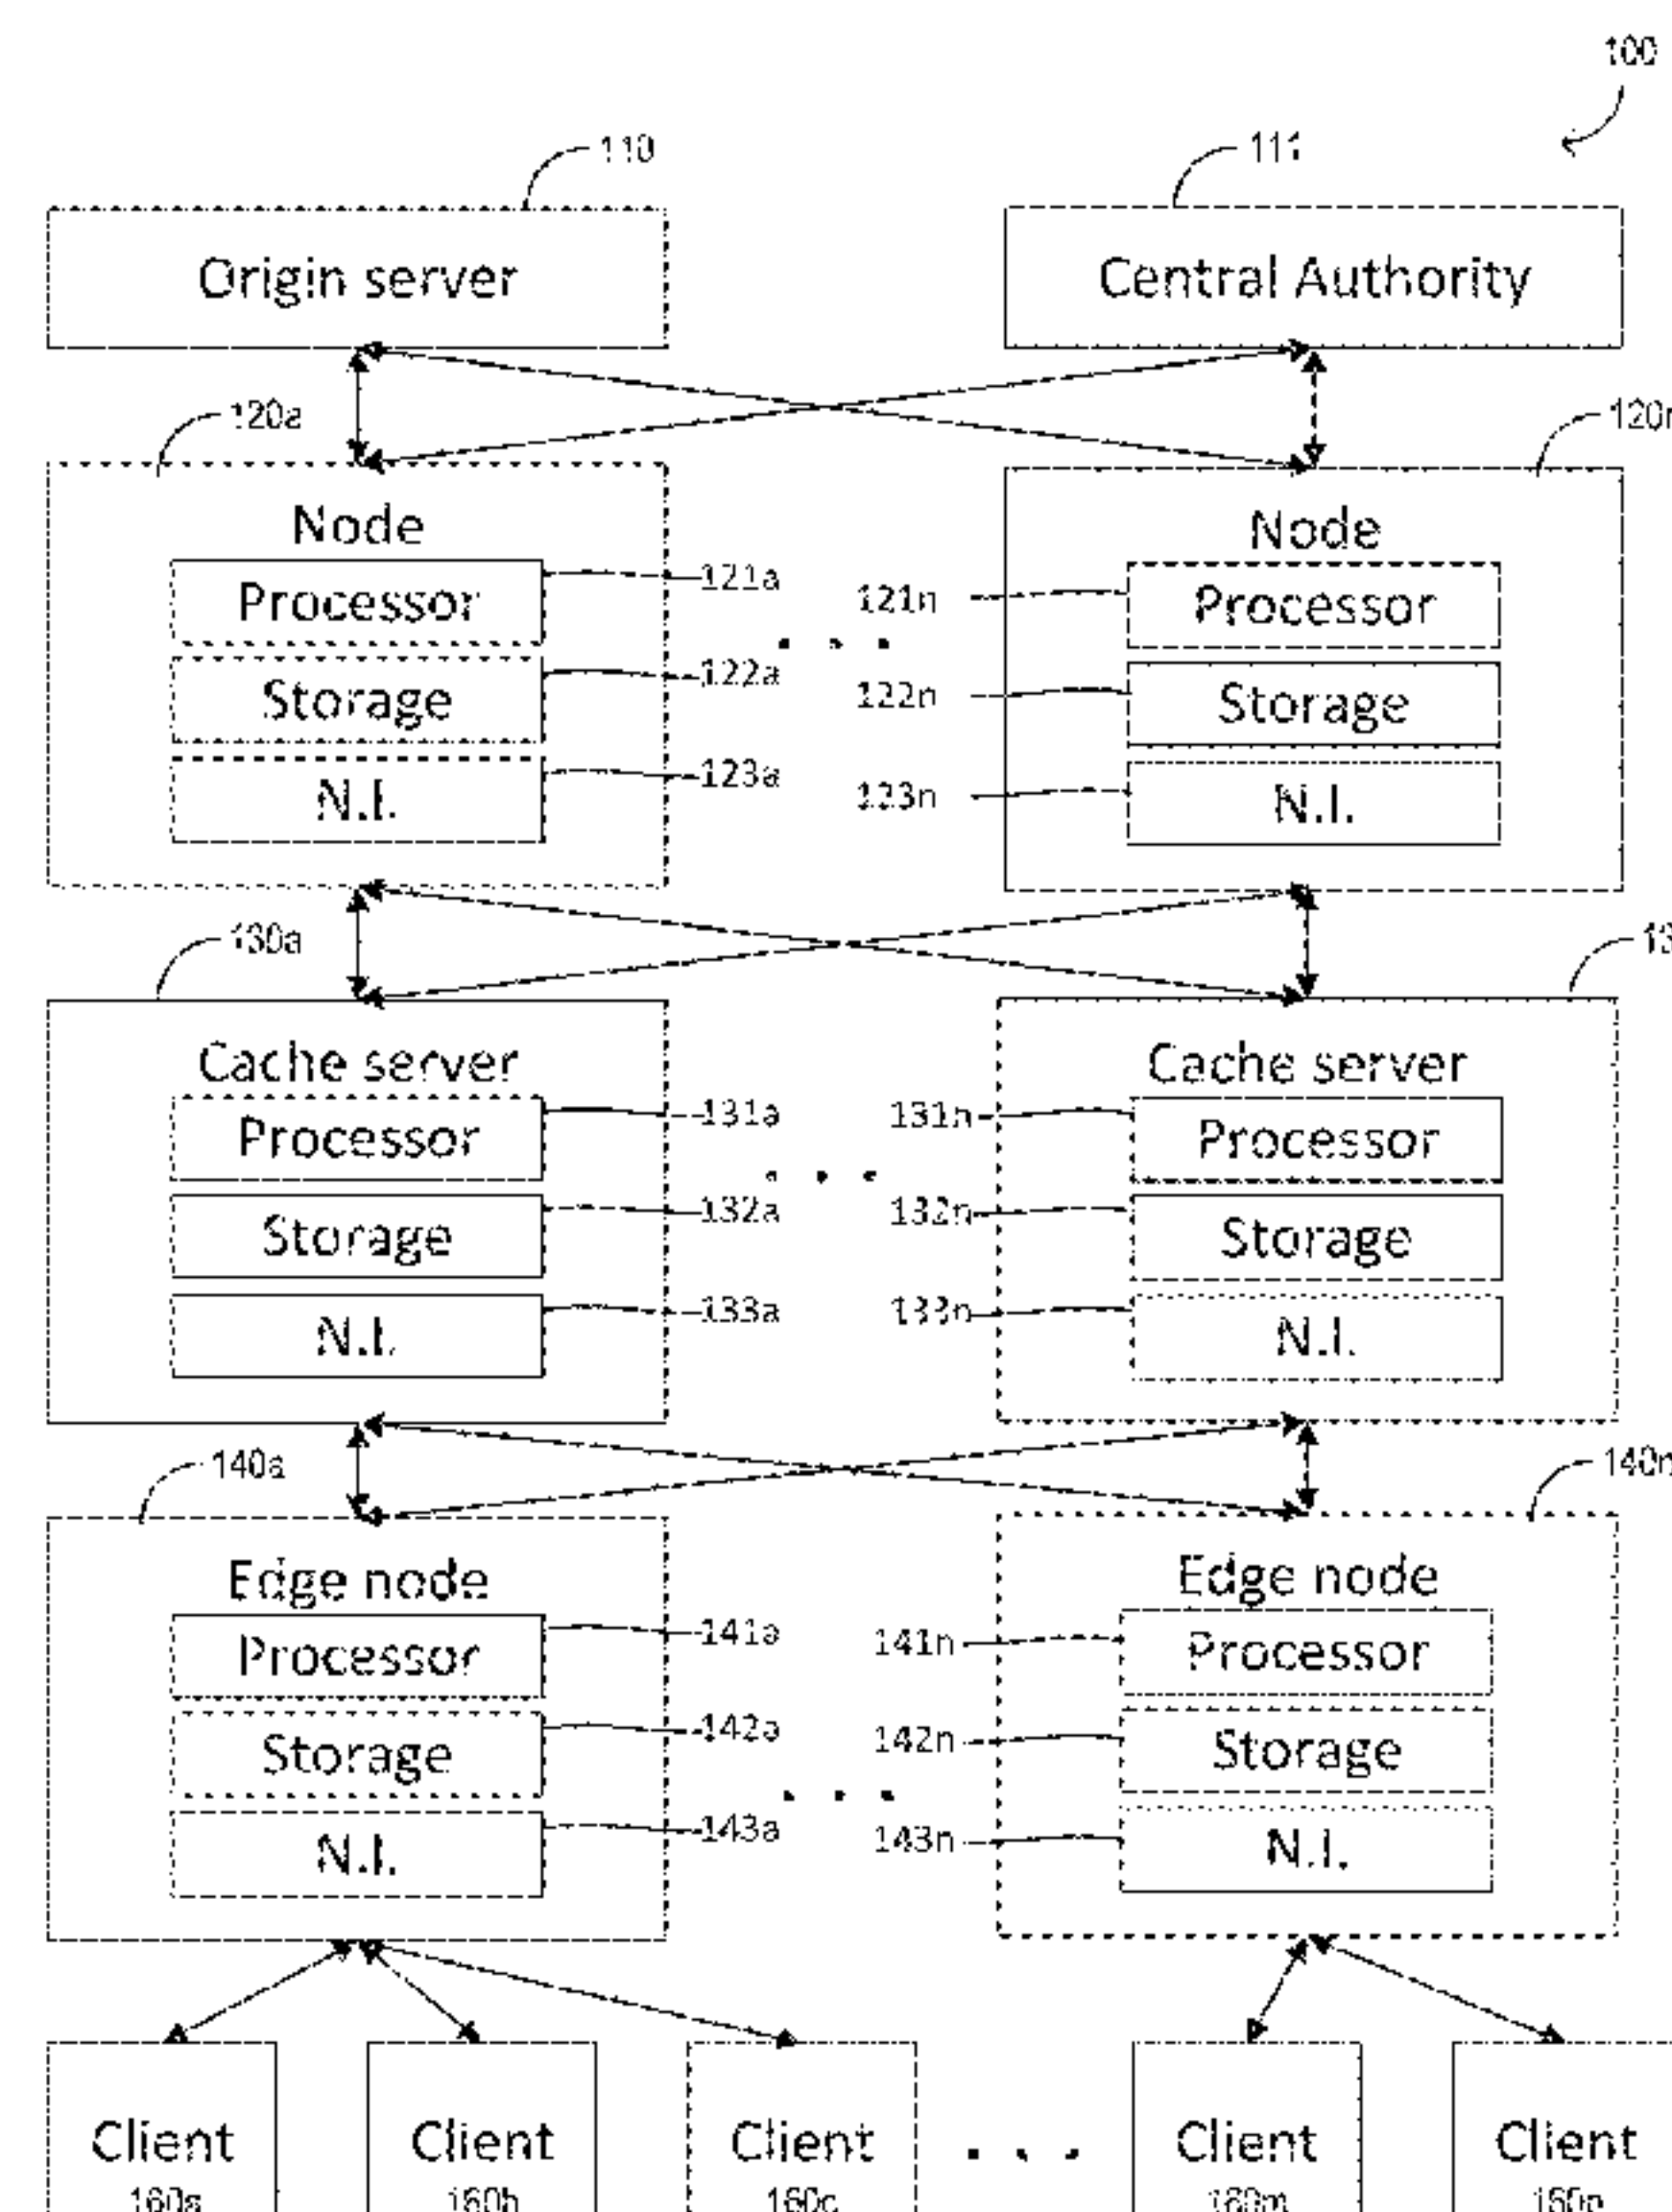 100
110
111
Origin server
Central Authority
120a
120n
Node
Node
Processor
121a
121n
Processor
. . .
Storage
122a
122n
Storage
N.I.
123a
123n
N.I.
130a
13
Cache server
Cache server
Processor
131a
131n
Processor
. . .
Storage
132a
132n
Storage
N.I.
133a
133n
N.I.
140a
140n
Edge node
Edge node
Processor
141a
141n
Processor
Storage
142a
142n
Storage
. . .
N.I.
143a
143n
N.I.
Client
Client
Client
. . .
Client
Client
160a
160b
160c
160m
160n